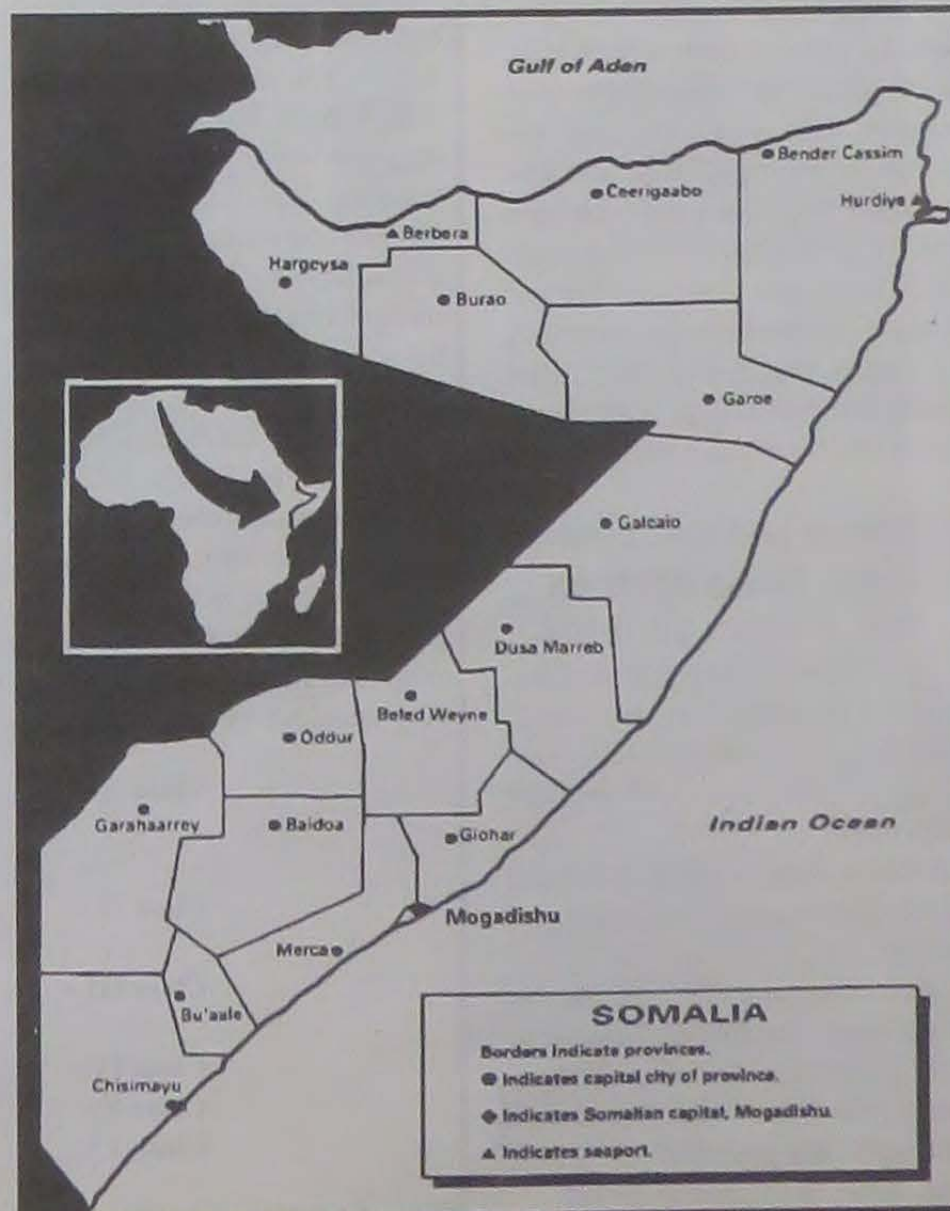 Gulf of Aden
Bender Cassim
Ceerigaabo
Hurdiye
Berbera
Hargeysa
Burao
Garoe
Galcaio
Dusa Marreb
Beled Weyne
Oddur
Garahaarrey
Baidoa
Giohar
Indian Ocean
Mogadishu
Merca
Bu'aale
Chisimayu
SOMALIA
Borders indicate provinces.
Indicates capital city of province.
Indicates Somalian capital, Mogadishu.
Indicates seaport.